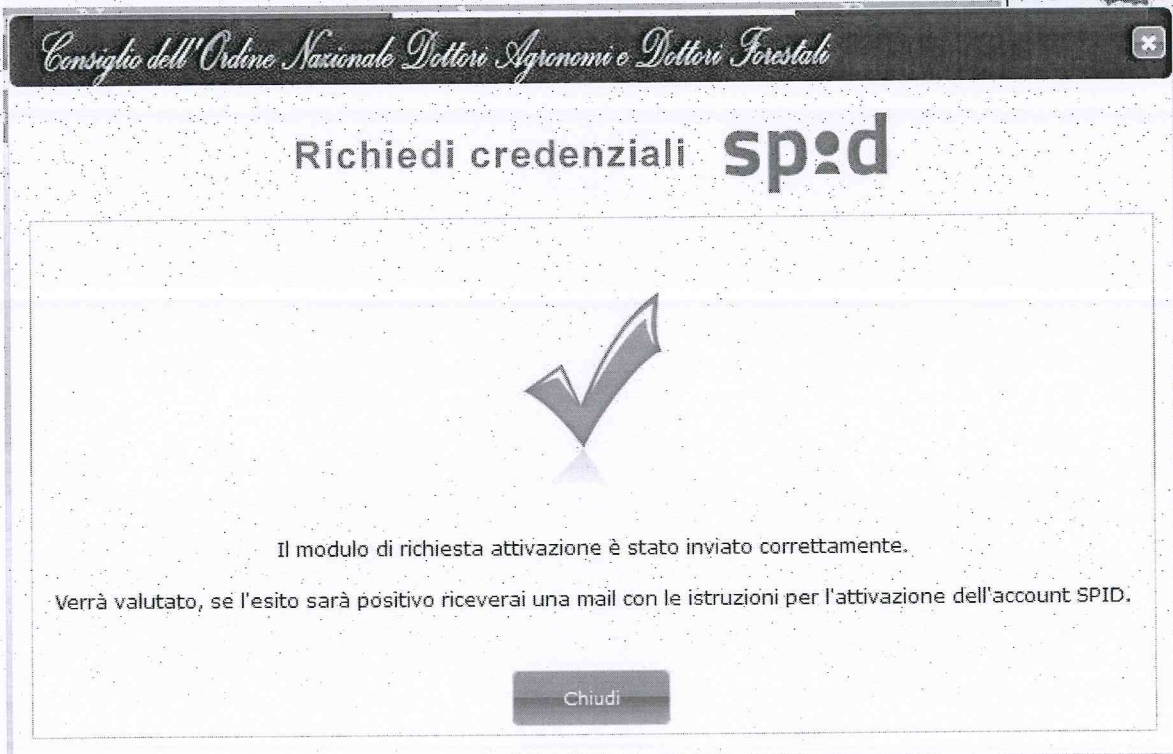 Consiglio dell'Ordine Nazionale Dottori Agronomi e Dottori Forestali
Richiedi credenziali spid
Il modulo di richiesta attivazione è stato inviato correttamente.
Verrà valutato, se l'esito sarà positivo riceverai una mail con le istruzioni per l'attivazione dell'account SPID.
Chiudi